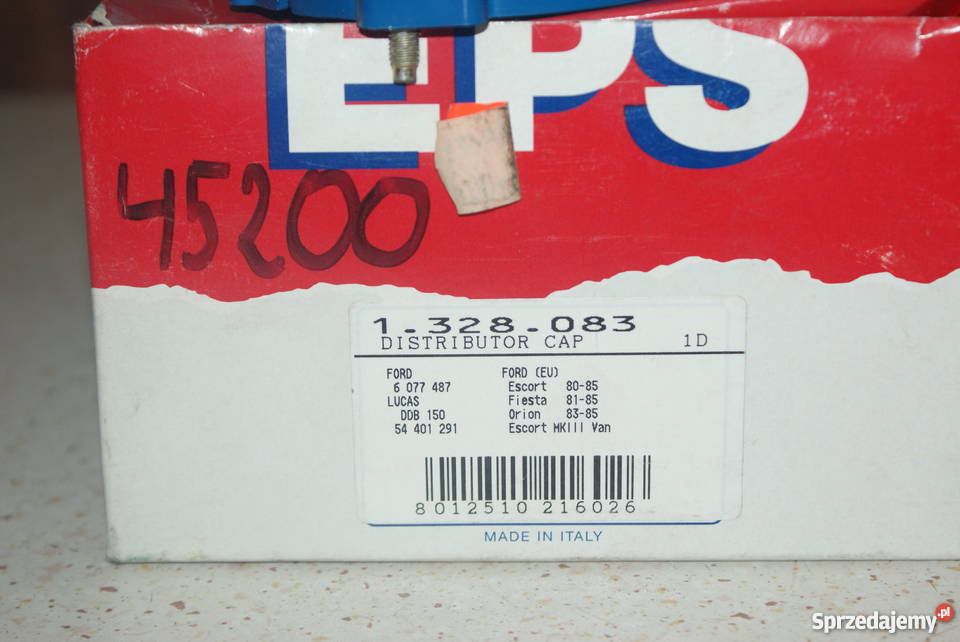 EPS
45200
1.328.083
DISTRIBUTOR CAP 1D
FORD FORD (EU)
6 077 487 Escort 80-85
LUCAS Fiesta 81-85
DDB 150 Orion 83-85
54 401 291 Escort MKIII Van
8012510 216026
MADE IN ITALY
Sprzedajemy.pl